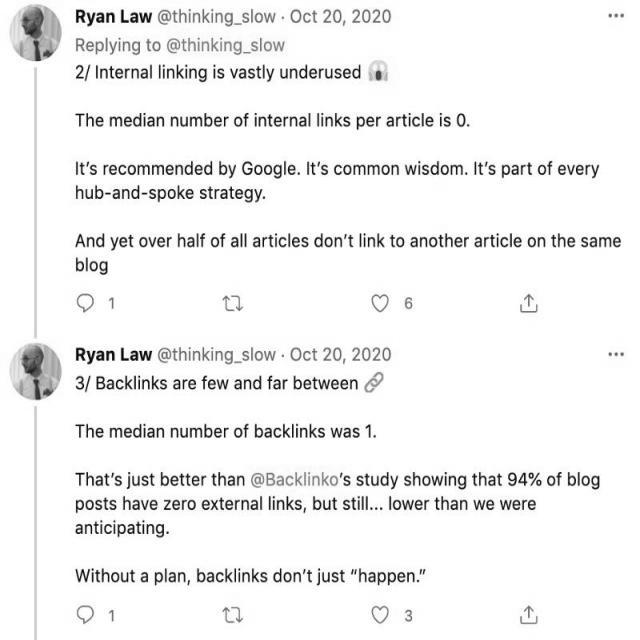 Ryan Law @thinking_slow · Oct 20, 2020
Replying to @thinking_slow
2/ Internal linking is vastly underused 😱
The median number of internal links per article is 0.
It’s recommended by Google. It’s common wisdom. It’s part of every
hub-and-spoke strategy.
And yet over half of all articles don’t link to another article on the same
blog
1 6
Ryan Law @thinking_slow · Oct 20, 2020
3/ Backlinks are few and far between 🔗
The median number of backlinks was 1.
That’s just better than @Backlinko’s study showing that 94% of blog
posts have zero external links, but still... lower than we were
anticipating.
Without a plan, backlinks don’t just “happen.”
1 3